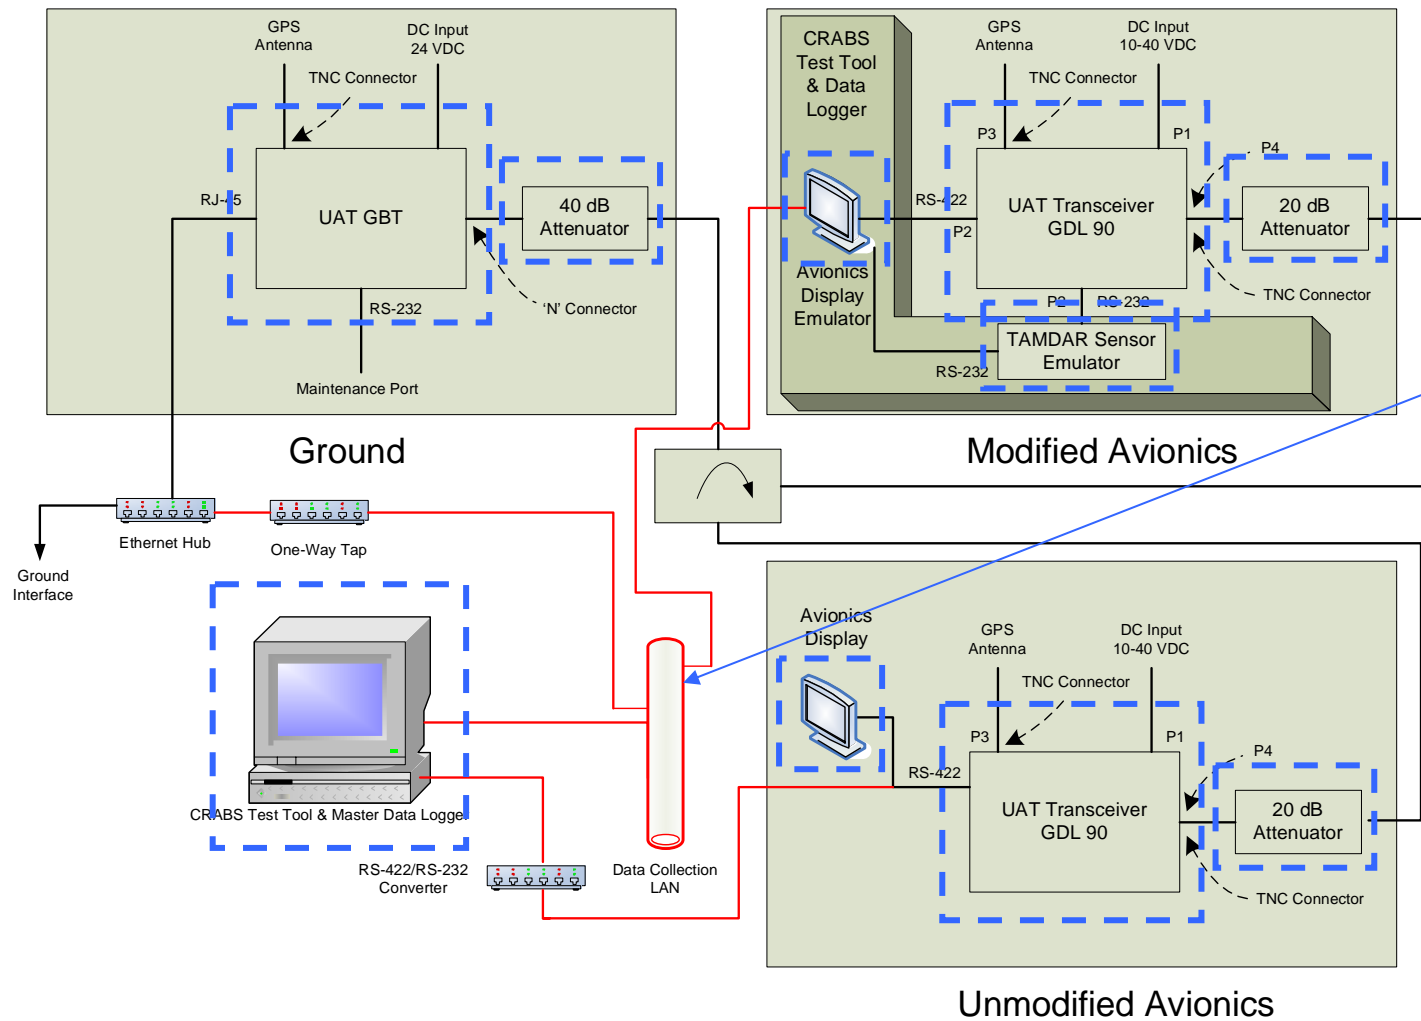 GPS
Antenna
DC Input
24 VDC
TNC Connector
RJ-45
UAT GBT
40 dB
Attenuator
RS-232
‘N’ Connector
Maintenance Port
Ground
CRABS
Test Tool
& Data
Logger
GPS
Antenna
DC Input
10-40 VDC
TNC Connector
P3
P1
P4
RS-422
P2
UAT Transceiver
GDL 90
20 dB
Attenuator
Avionics
Display
Emulator
P2
RS-232
TNC Connector
TAMDAR Sensor
Emulator
RS-232
Modified Avionics
Ethernet Hub
One-Way Tap
Ground
Interface
CRABS Test Tool & Master Data Logger
RS-422/RS-232
Converter
Data Collection
LAN
Avionics
Display
GPS
Antenna
DC Input
10-40 VDC
TNC Connector
P3
P1
P4
RS-422
UAT Transceiver
GDL 90
20 dB
Attenuator
TNC Connector
Unmodified Avionics